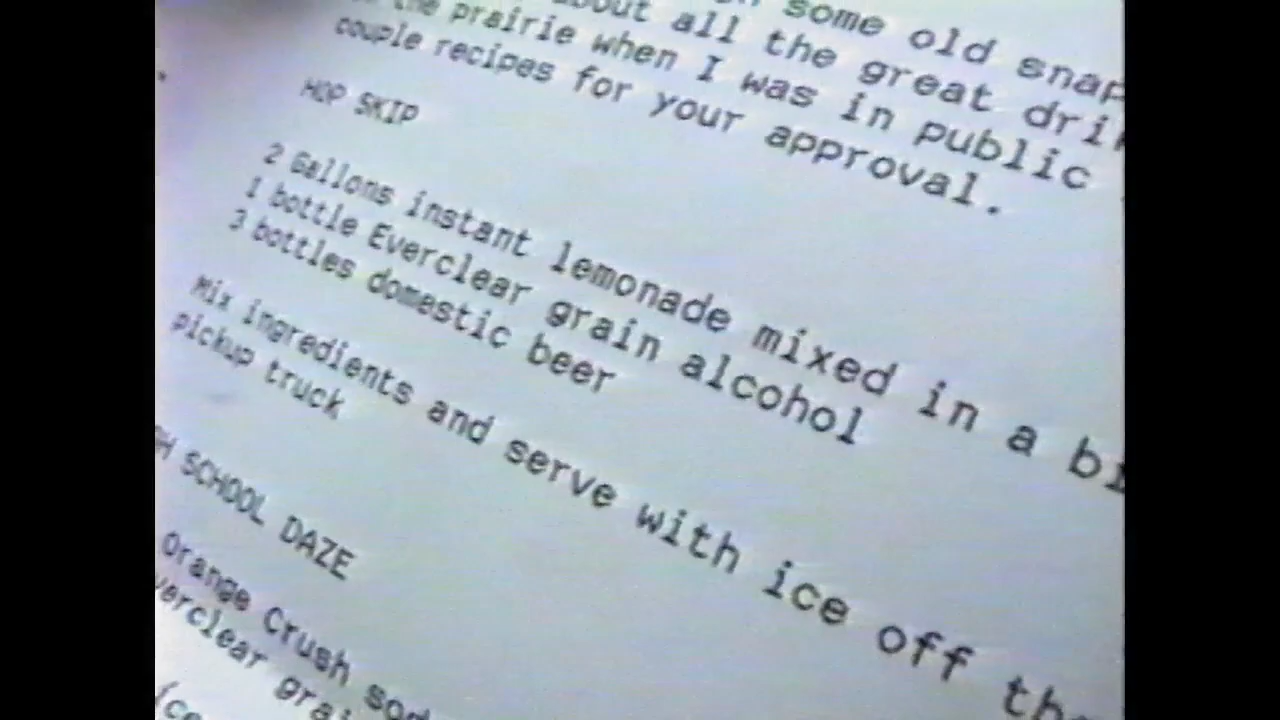 some old snap
about all the great drin
the prairie when I was in public
couple recipes for your approval.
HOP SKIP
2 Gallons instant lemonade mixed in a bi
1 bottle Everclear grain alcohol
3 bottles domestic beer
Mix ingredients and serve with ice off the
pickup truck
H SCHOOL DAZE
Orange Crush sod
verclear grai
ice